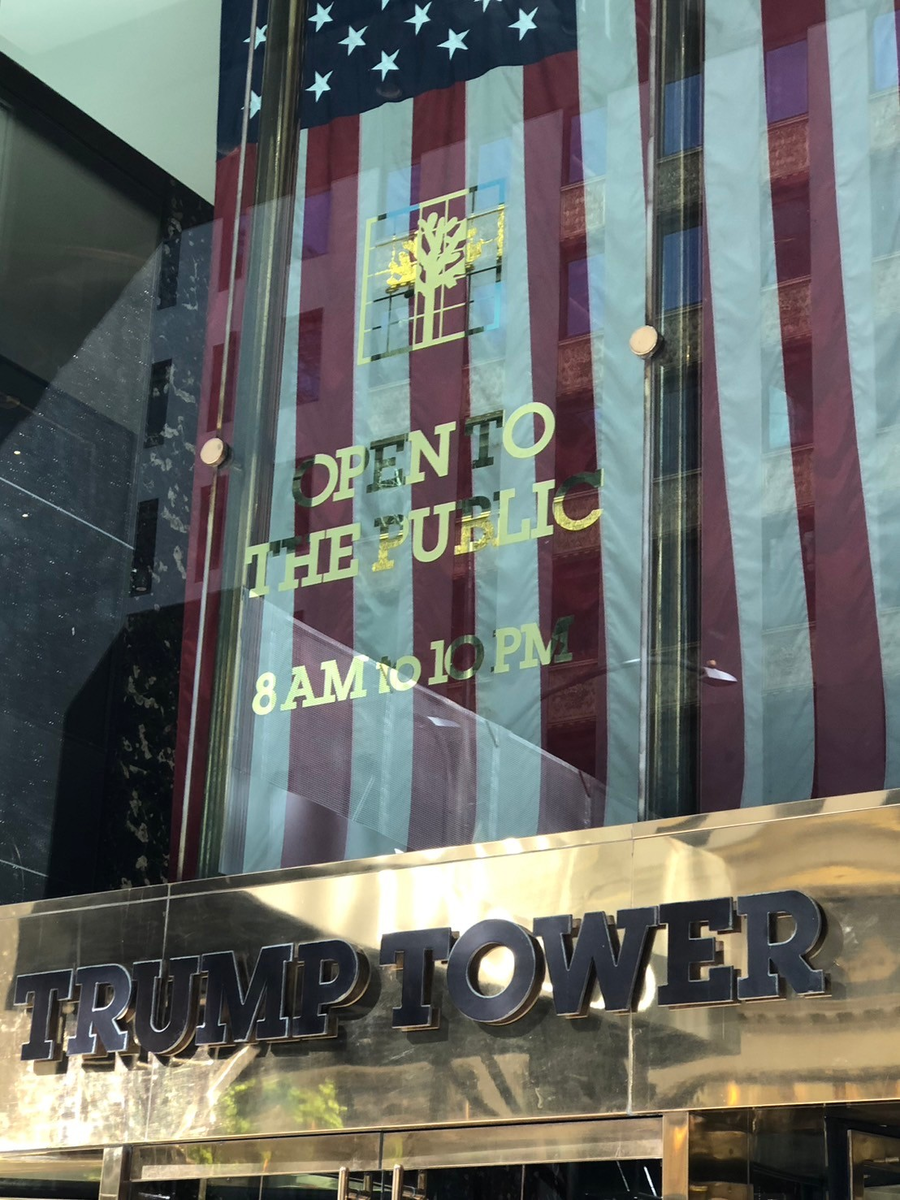 OPEN TO
THE PUBLIC
8 AM to 10 PM
TRUMP TOWER